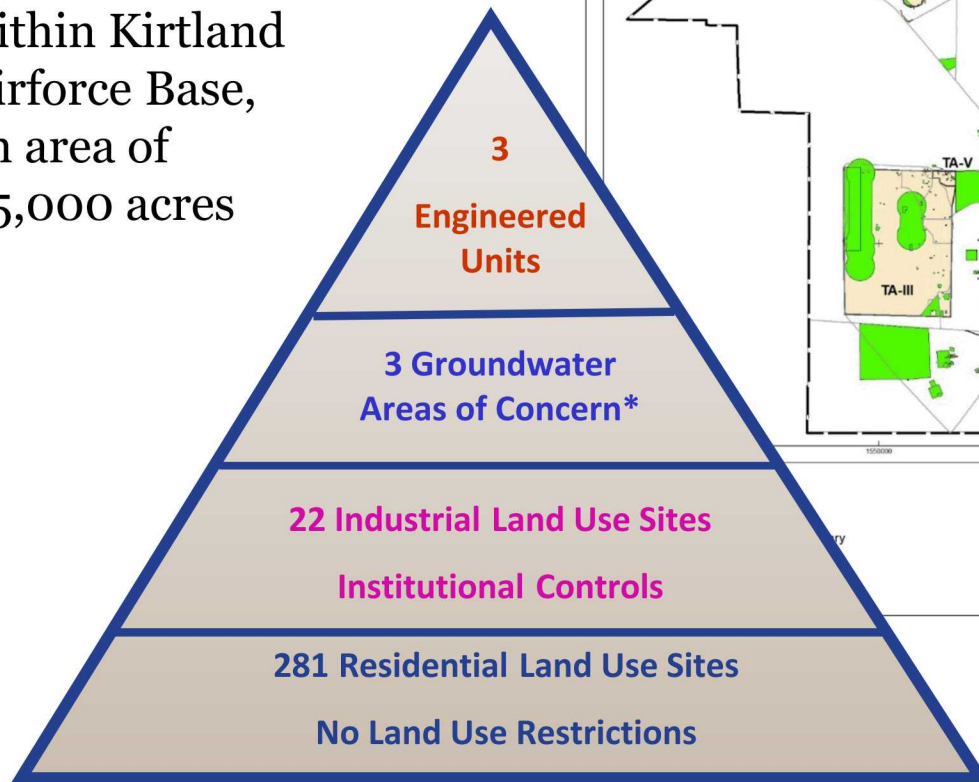 ithin Kirtland
irforce Base,
n area of
5,000 acres
3
Engineered
Units
3 Groundwater
Areas of Concern*
22 Industrial Land Use Sites
Institutional Controls
281 Residential Land Use Sites
No Land Use Restrictions
TA-V
TA-III
1550000
ry